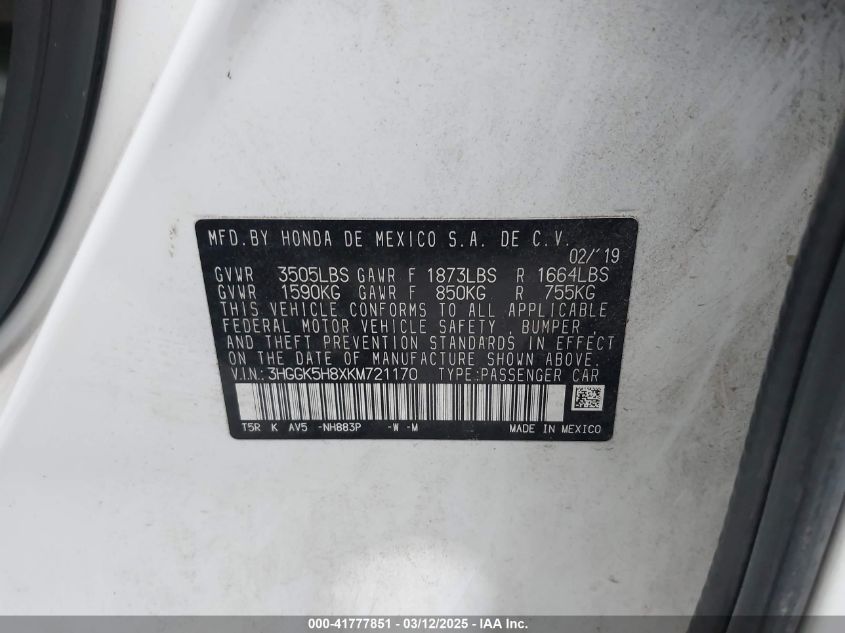 MFD.BY HONDA DE MEXICO S.A. DE C.V.
02/'19
GVWR 3505LBS GAWR F 1873LBS R 1664LBS
GVWR 1590KG GAWR F 850KG R 755KG
THIS VEHICLE CONFORMS TO ALL APPLICABLE
FEDERAL MOTOR VEHICLE SAFETY, BUMPER,
AND THEFT PREVENTION STANDARDS IN EFFECT
ON THE DATE OF MANUFACTURE SHOWN ABOVE.
V.I.N.: 3HGGK5H8XKM721170 TYPE:PASSENGER CAR
T5R K AV5 -NH883P -W -M MADE IN MEXICO
000-41777851 - 03/12/2025 - IAA Inc.